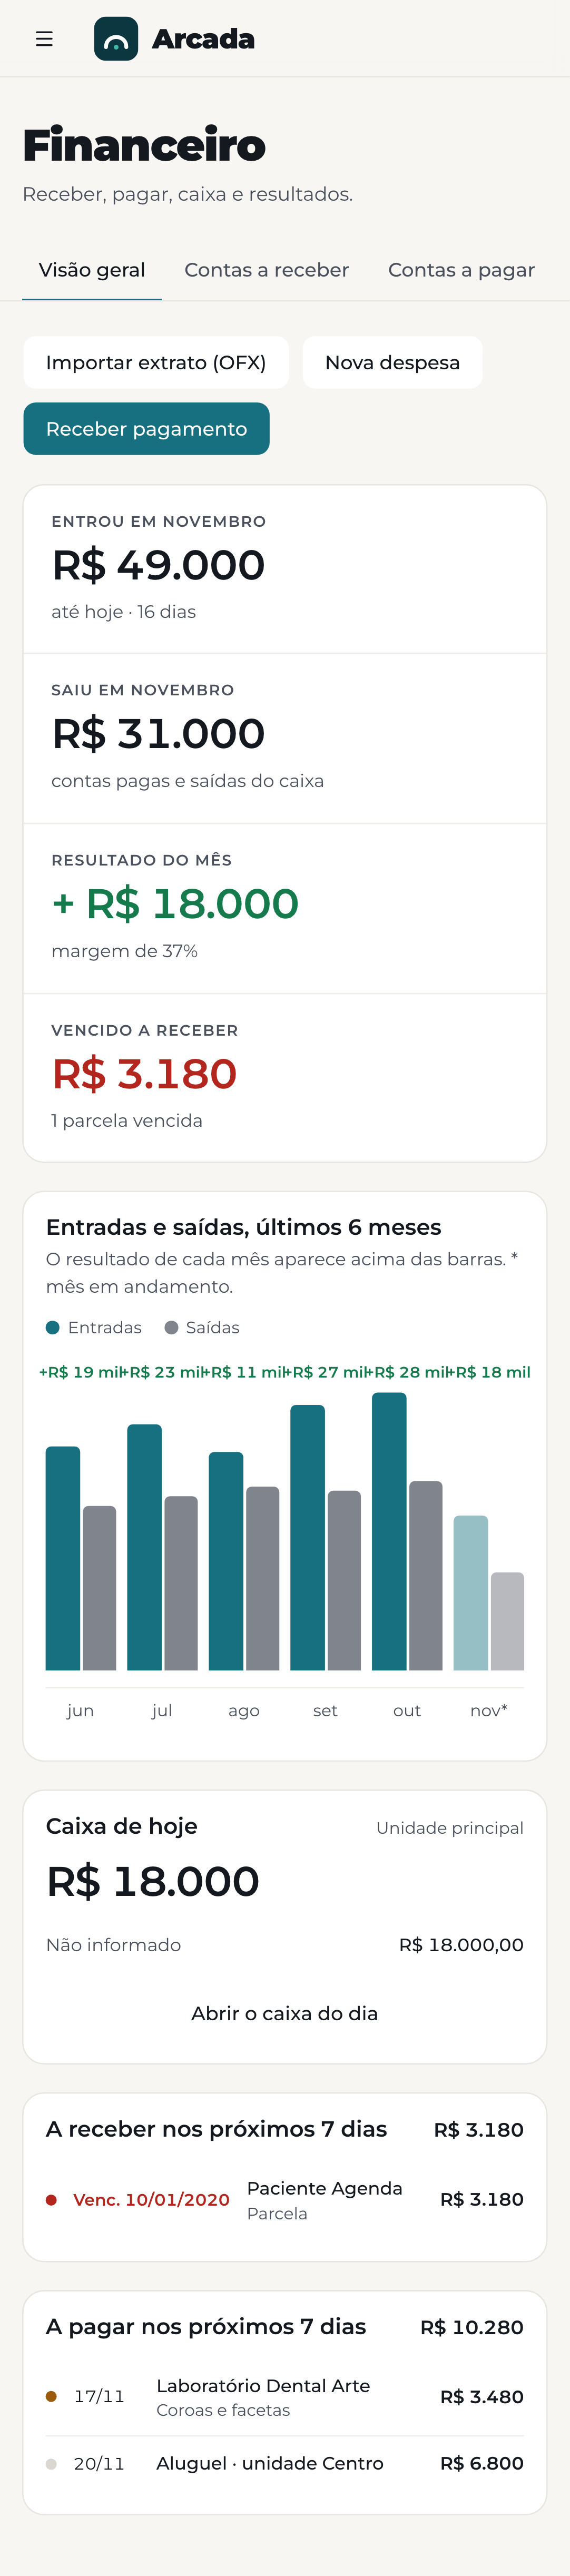 Arcada
Financeiro
Receber, pagar, caixa e resultados.
Visão geral Contas a receber Contas a pagar
Importar extrato (OFX) Nova despesa
Receber pagamento
ENTROU EM NOVEMBRO
R$ 49.000
até hoje · 16 dias
SAIU EM NOVEMBRO
R$ 31.000
contas pagas e saídas do caixa
RESULTADO DO MÊS
+ R$ 18.000
margem de 37%
VENCIDO A RECEBER
R$ 3.180
1 parcela vencida
Entradas e saídas, últimos 6 meses
O resultado de cada mês aparece acima das barras. *
mês em andamento.
Entradas Saídas
+R$ 19 mil +R$ 23 mil +R$ 11 mil +R$ 27 mil +R$ 28 mil +R$ 18 mil
jun jul ago set out nov*
Caixa de hoje Unidade principal
R$ 18.000
Não informado R$ 18.000,00
Abrir o caixa do dia
A receber nos próximos 7 dias R$ 3.180
Venc. 10/01/2020 Paciente Agenda R$ 3.180
Parcela
A pagar nos próximos 7 dias R$ 10.280
17/11 Laboratório Dental Arte R$ 3.480
Coroas e facetas
20/11 Aluguel · unidade Centro R$ 6.800